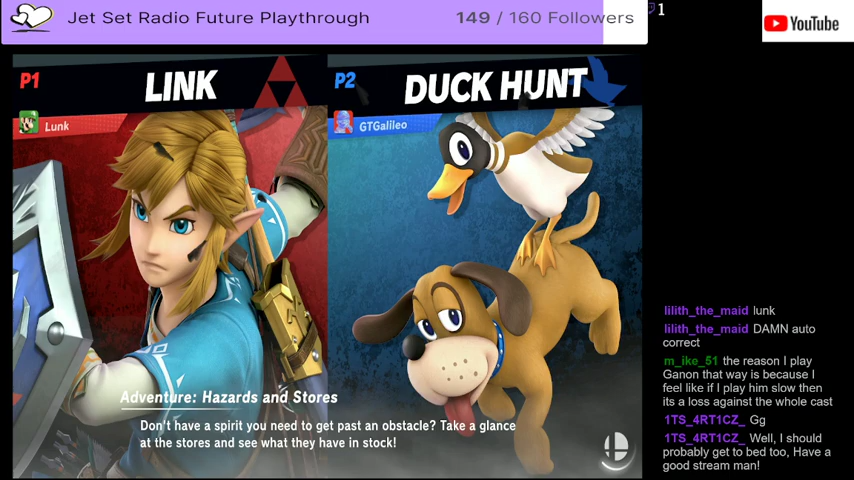 Jet Set Radio Future Playthrough
149 / 160 Followers
1
YouTube
P1
LINK
Lunk
P2
DUCK HUNT
GTGalileo
Adventure: Hazards and Stores
Don't have a spirit you need to get past an obstacle? Take a glance
at the stores and see what they have in stock!
lilith_the_maid lunk
lilith_the_maid DAMN auto
correct
m_ike_51 the reason I play
Ganon that way is because I
feel like if I play him slow then
its a loss against the whole cast
1TS_4RT1CZ_ Gg
1TS_4RT1CZ_ Well, I should
probably get to bed too, Have a
good stream man!